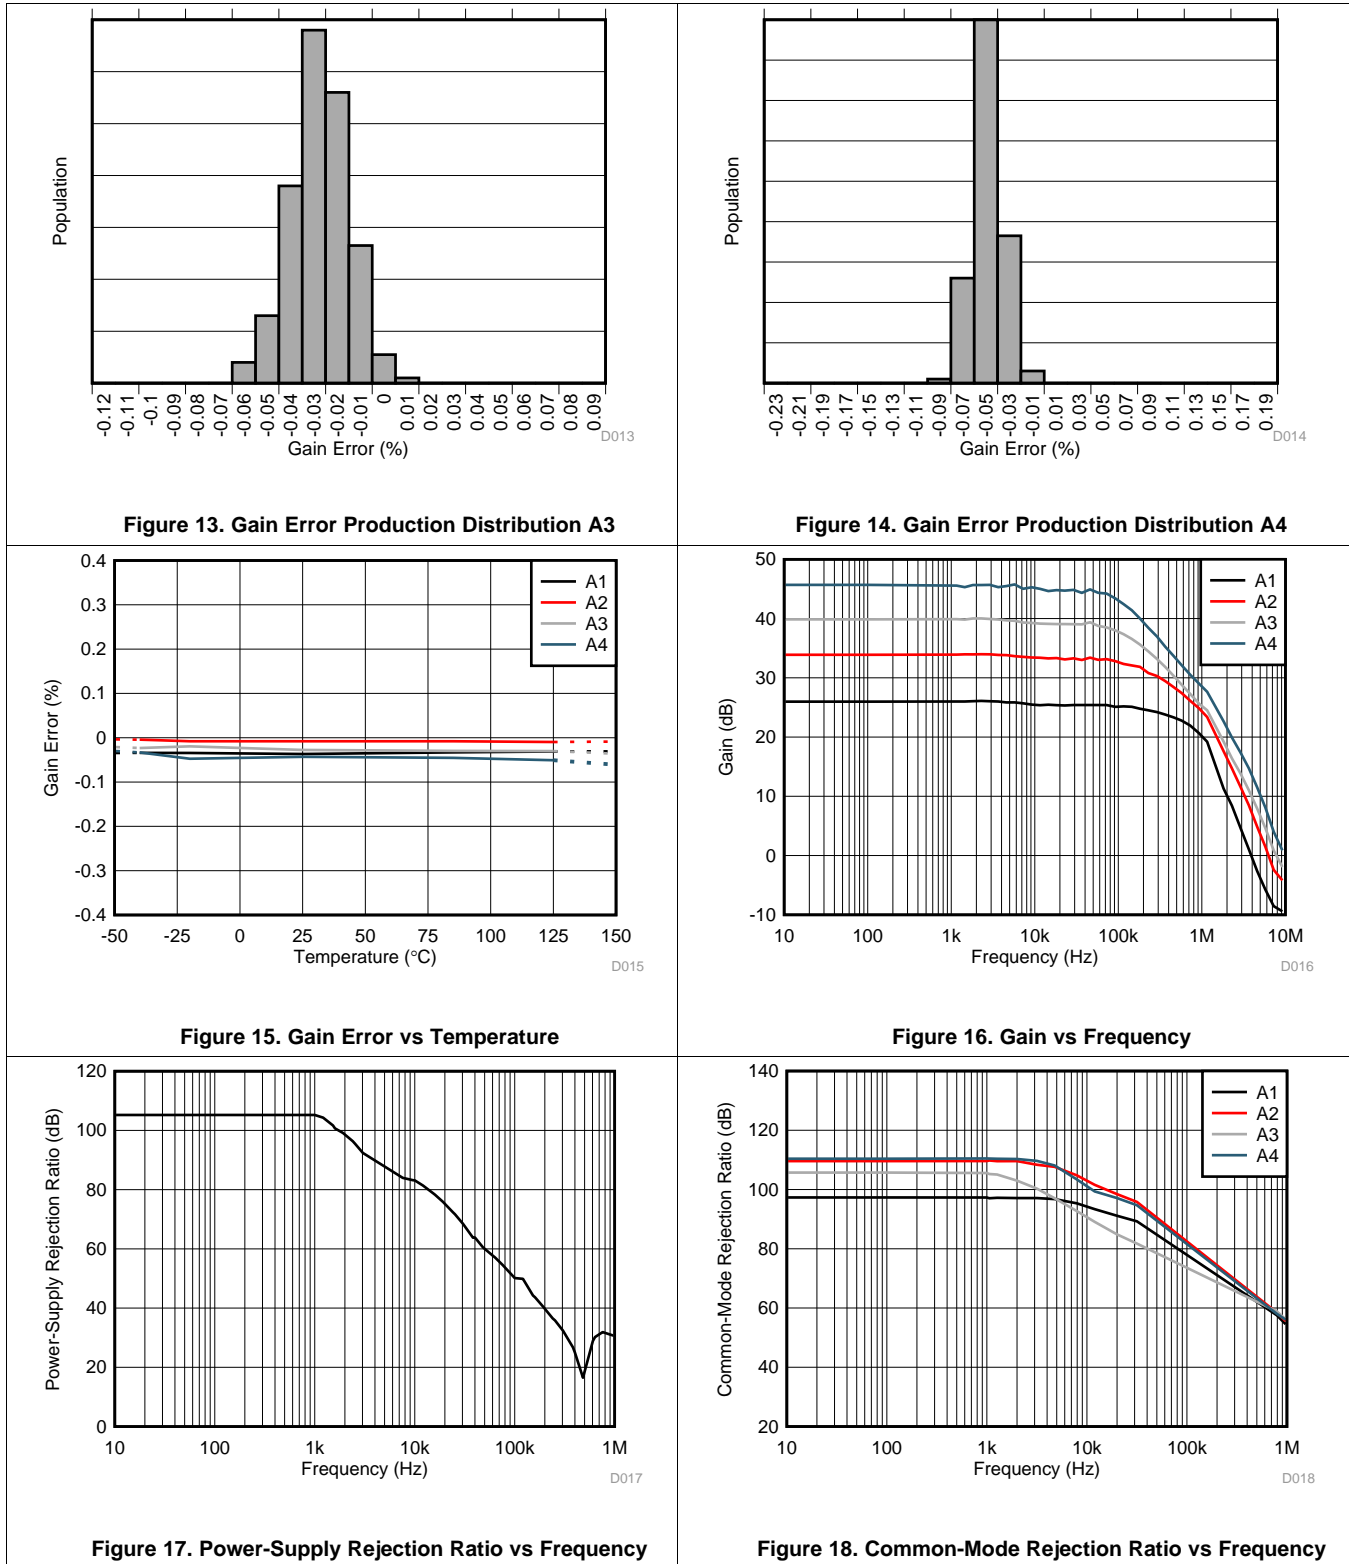 Population
-0.12
-0.11
-0.1
-0.09
-0.08
-0.07
-0.06
-0.05
-0.04
-0.03
-0.02
-0.01
0
0.01
0.02
0.03
0.04
0.05
0.06
0.07
0.08
0.09
Gain Error (%)
D013
Figure 13. Gain Error Production Distribution A3
Population
-0.23
-0.21
-0.19
-0.17
-0.15
-0.13
-0.11
-0.09
-0.07
-0.05
-0.03
-0.01
0.01
0.03
0.05
0.07
0.09
0.11
0.13
0.15
0.17
0.19
Gain Error (%)
D014
Figure 14. Gain Error Production Distribution A4
Gain Error (%)
0.4
0.3
0.2
0.1
0
-0.1
-0.2
-0.3
-0.4
A1
A2
A3
A4
-50 -25 0 25 50 75 100 125 150
Temperature (°C)
D015
Figure 15. Gain Error vs Temperature
Gain (dB)
50
40
30
20
10
0
-10
A1
A2
A3
A4
10 100 1k 10k 100k 1M 10M
Frequency (Hz)
D016
Figure 16. Gain vs Frequency
Power-Supply Rejection Ratio (dB)
120
100
80
60
40
20
0
10 100 1k 10k 100k 1M
Frequency (Hz)
D017
Figure 17. Power-Supply Rejection Ratio vs Frequency
Common-Mode Rejection Ratio (dB)
140
120
100
80
60
40
20
A1
A2
A3
A4
10 100 1k 10k 100k 1M
Frequency (Hz)
D018
Figure 18. Common-Mode Rejection Ratio vs Frequency